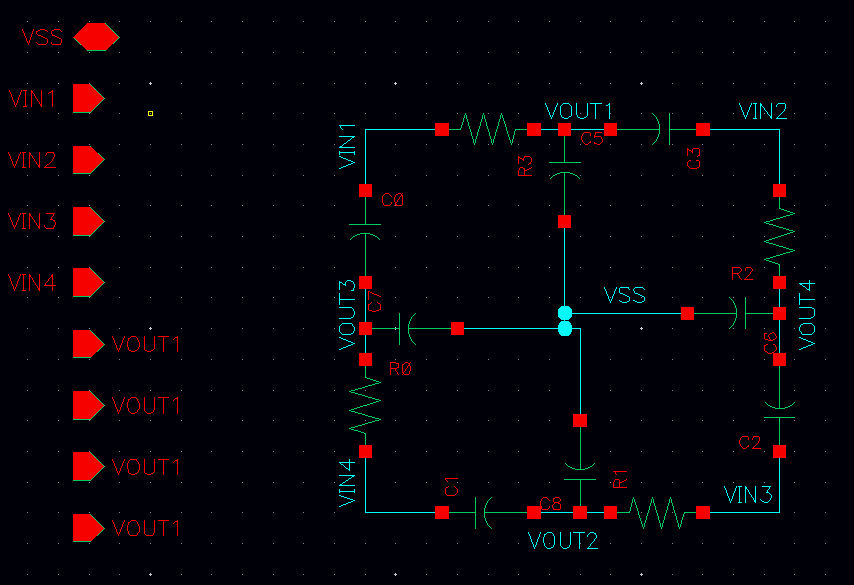 VSS
VIN1
VIN2
VIN3
VIN4
VOUT1
VOUT1
VOUT1
VOUT1
VIN1
VOUT1
VIN2
C5
R3
C3
C0
C7
VOUT3
R0
VSS
R2
VOUT4
C6
C2
VIN4
C1
C8
R1
VIN3
VOUT2